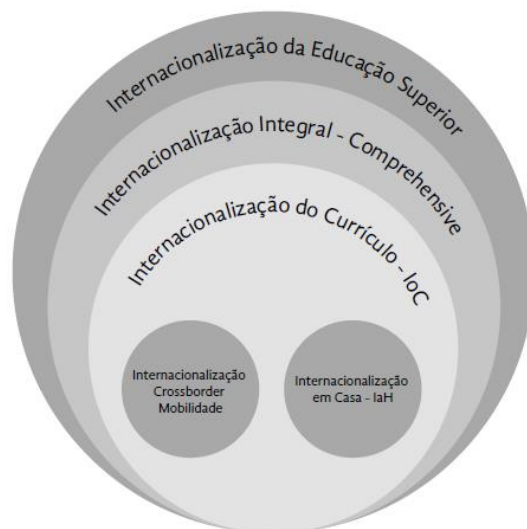 Internacionalização da Educação Superior
Internacionalização Integral - Comprehensive
Internacionalização do Currículo - IoC
Internacionalização
Crossborder
Mobilidade
Internacionalização
em Casa - IaH